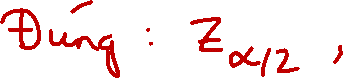 Đúng : Z_{α/2} ,